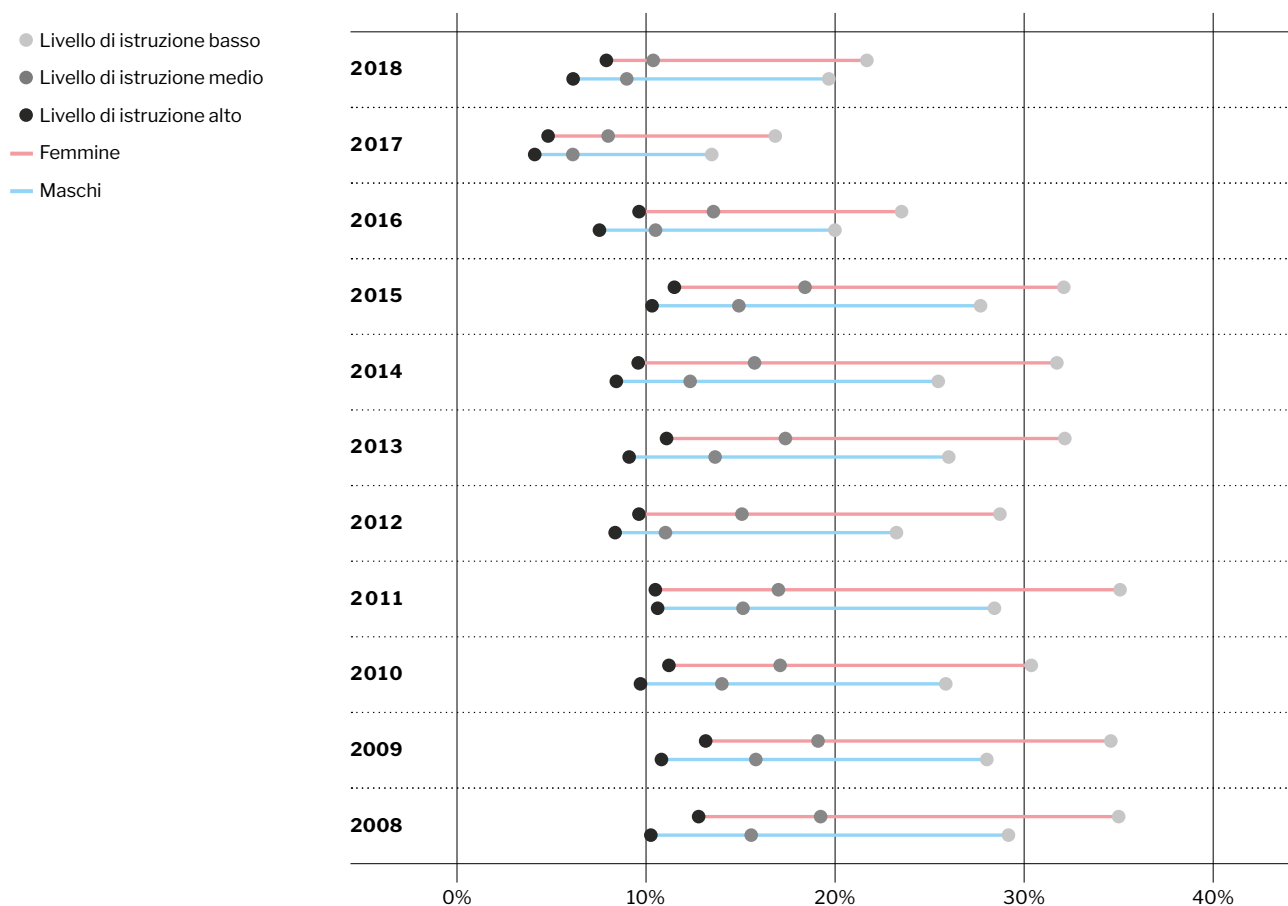 Livello di istruzione basso
Livello di istruzione medio
Livello di istruzione alto
Femmine
Maschi
2018
2017
2016
2015
2014
2013
2012
2011
2010
2009
2008
0% 10% 20% 30% 40%